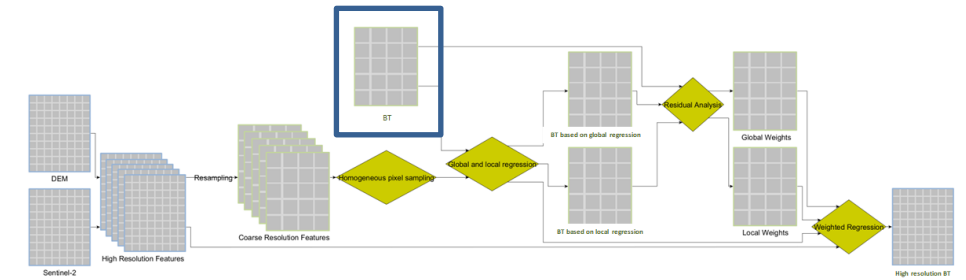 BT
DEM
Sentinel-2
High Resolution Features
Resampling
Coarse Resolution Features
Homogeneous pixel sampling
Global and local regression
BT based on global regression
BT based on local regression
Residual Analysis
Global Weights
Local Weights
Weighted Regression
High resolution BT